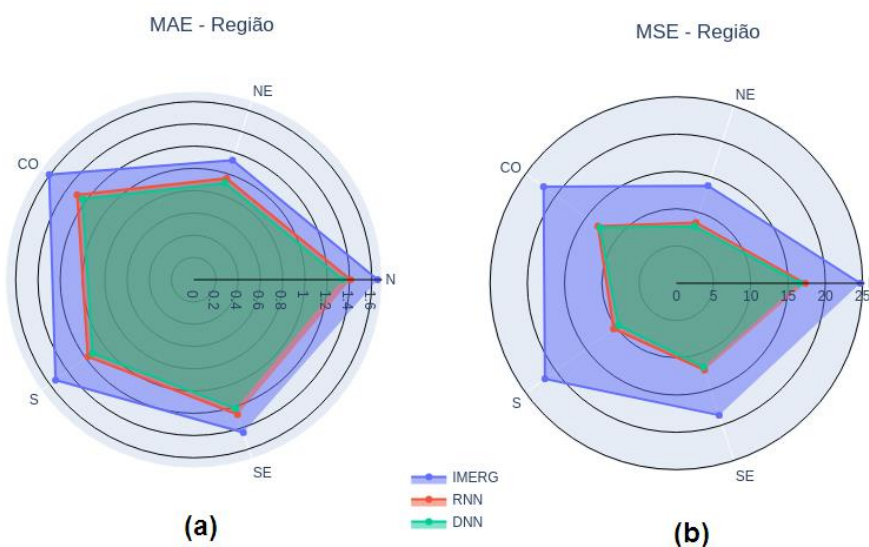 MAE - Região
NE
CO
N
0
0.2
0.4
0.6
0.8
1
1.2
1.4
1.6
S
SE
(a)
MSE - Região
NE
CO
0
5
10
15
20
25
S
SE
(b)
IMERG
RNN
DNN